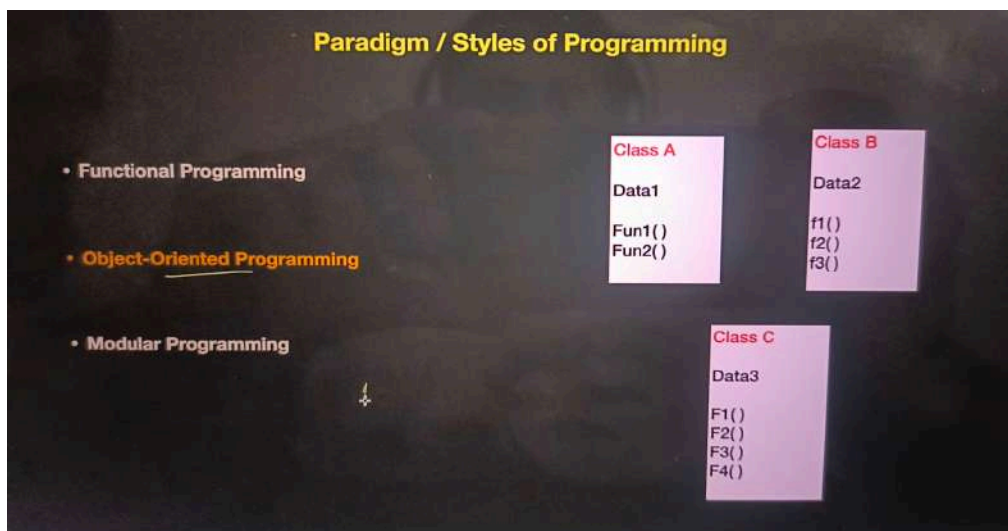 Paradigm / Styles of Programming
• Functional Programming
• Object-Oriented Programming
• Modular Programming
Class A
Data1
Fun1()
Fun2()
Class B
Data2
f1()
f2()
f3()
Class C
Data3
F1()
F2()
F3()
F4()